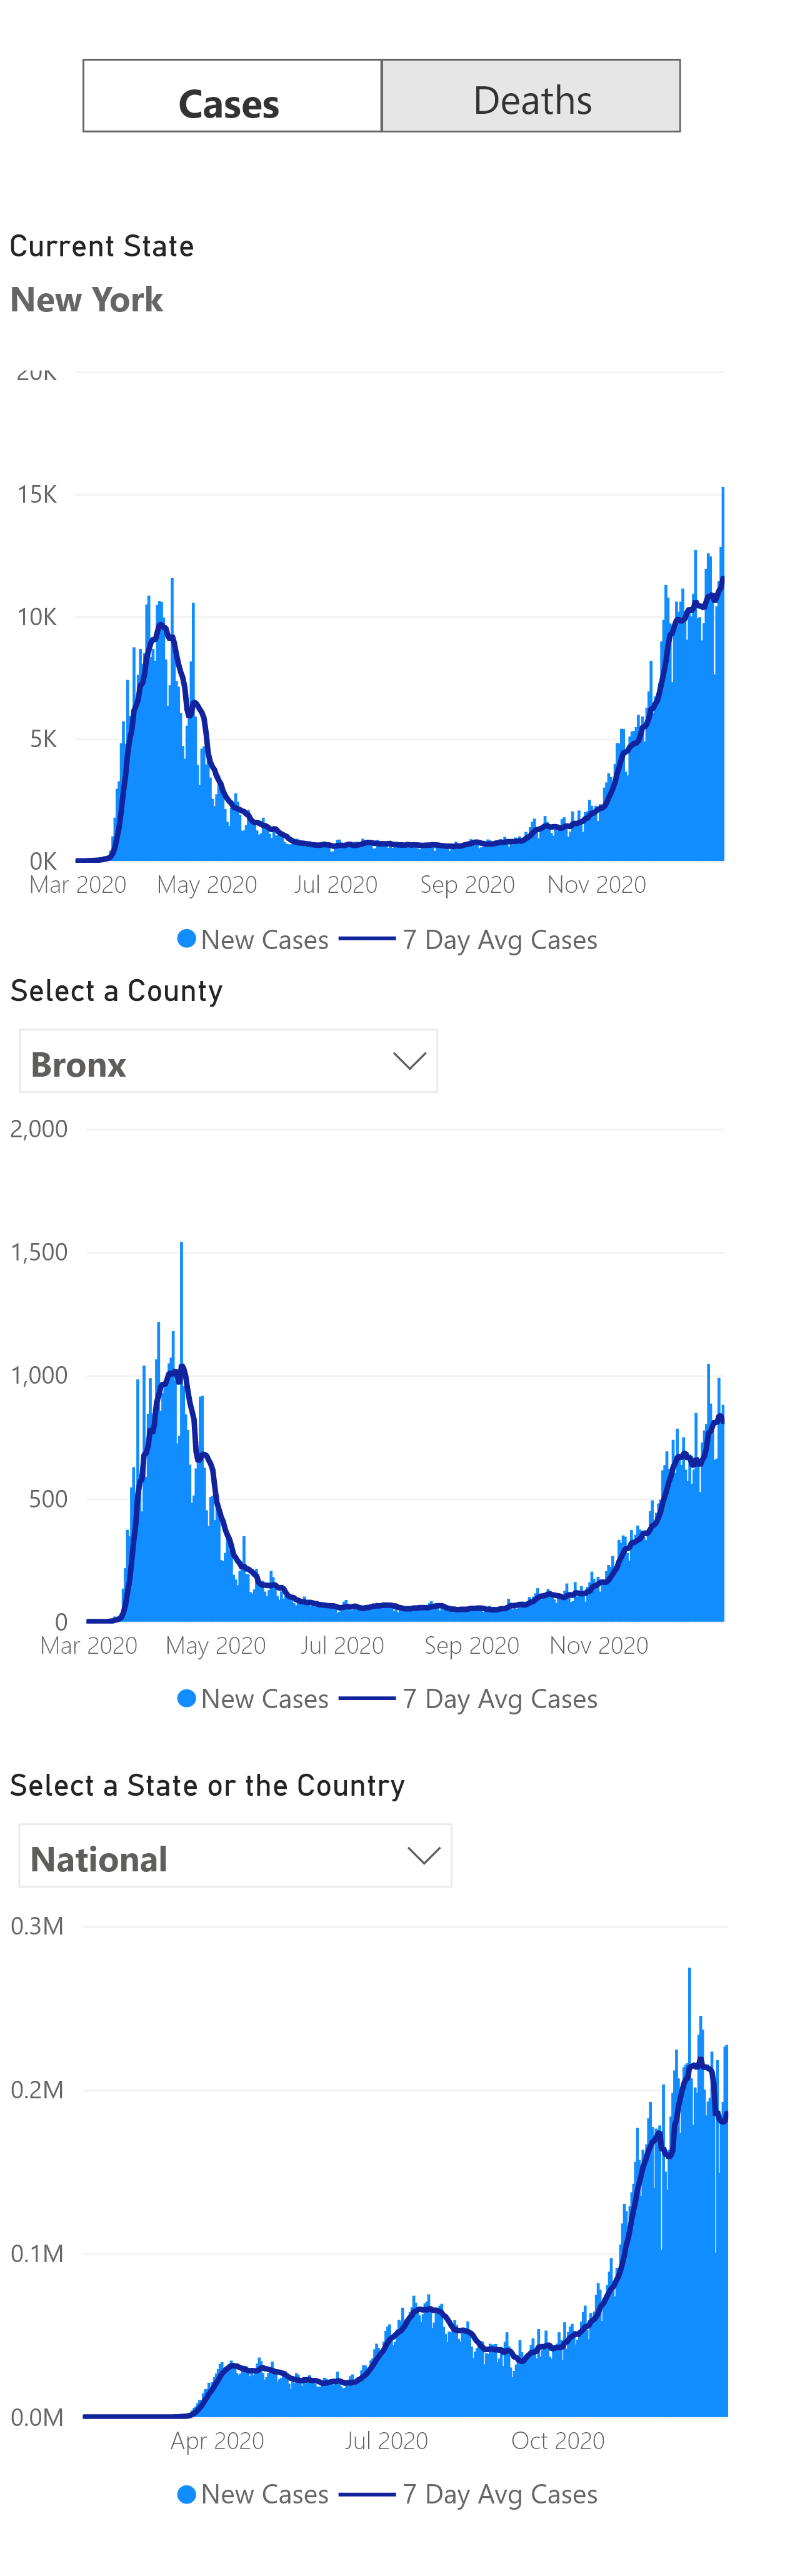 Cases Deaths
Current State
New York
20K
15K
10K
5K
0K
Mar 2020 May 2020 Jul 2020 Sep 2020 Nov 2020
New Cases 7 Day Avg Cases
Select a County
Bronx
2,000
1,500
1,000
500
0
Mar 2020 May 2020 Jul 2020 Sep 2020 Nov 2020
New Cases 7 Day Avg Cases
Select a State or the Country
National
0.3M
0.2M
0.1M
0.0M
Apr 2020 Jul 2020 Oct 2020
New Cases 7 Day Avg Cases